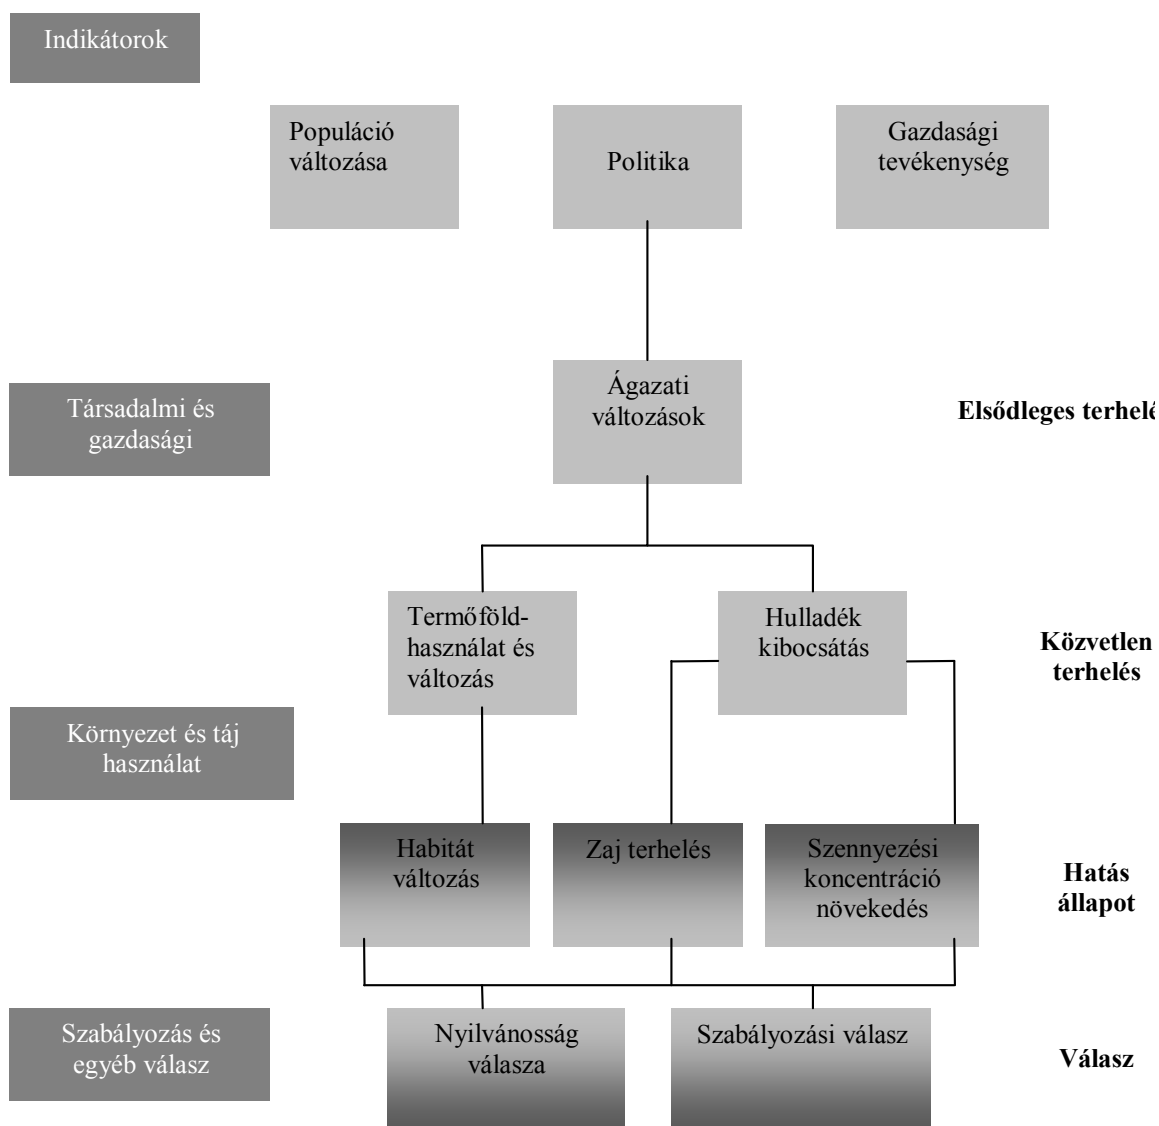 Indikátorok
Populáció
változása
Politika
Gazdasági
tevékenység
Társadalmi és
gazdasági
Ágazati
változások
Elsődleges terhelé
Termőföld-
használat és
változás
Hulladék
kibocsátás
Közvetlen
terhelés
Környezet és táj
használat
Habitát
változás
Zaj terhelés
Szennyezési
koncentráció
növekedés
Hatás
állapot
Szabályozás és
egyéb válasz
Nyilvánosság
válasza
Szabályozási válasz
Válasz